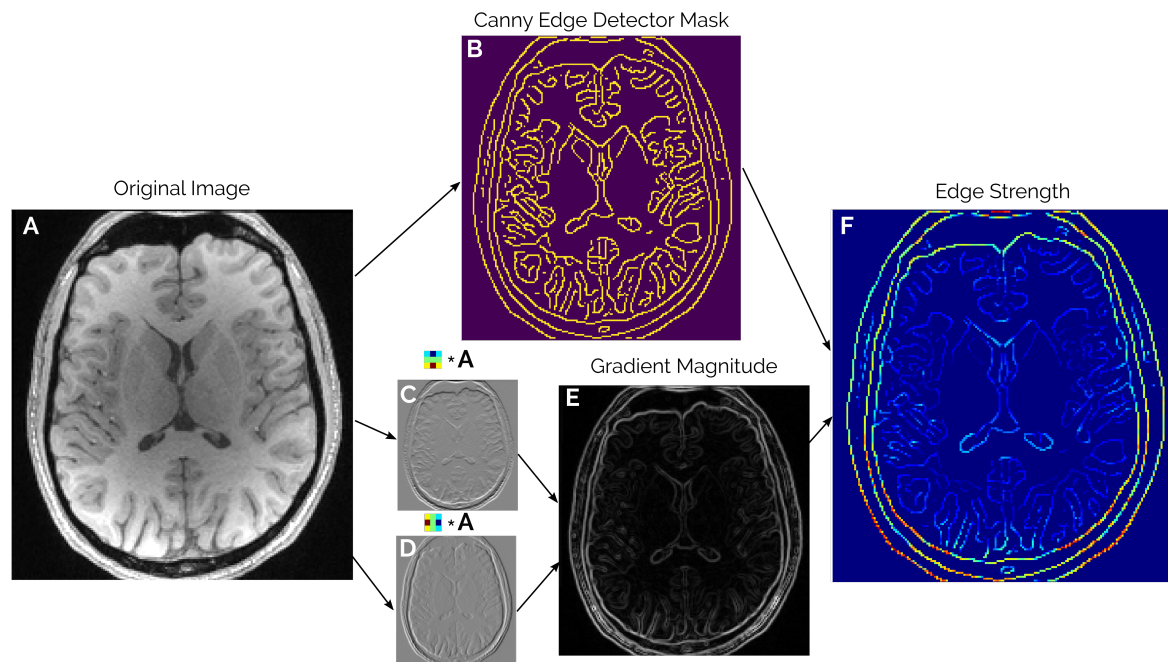 Canny Edge Detector Mask
B
Original Image
A
Edge Strength
F
* A
Gradient Magnitude
C
E
* A
D